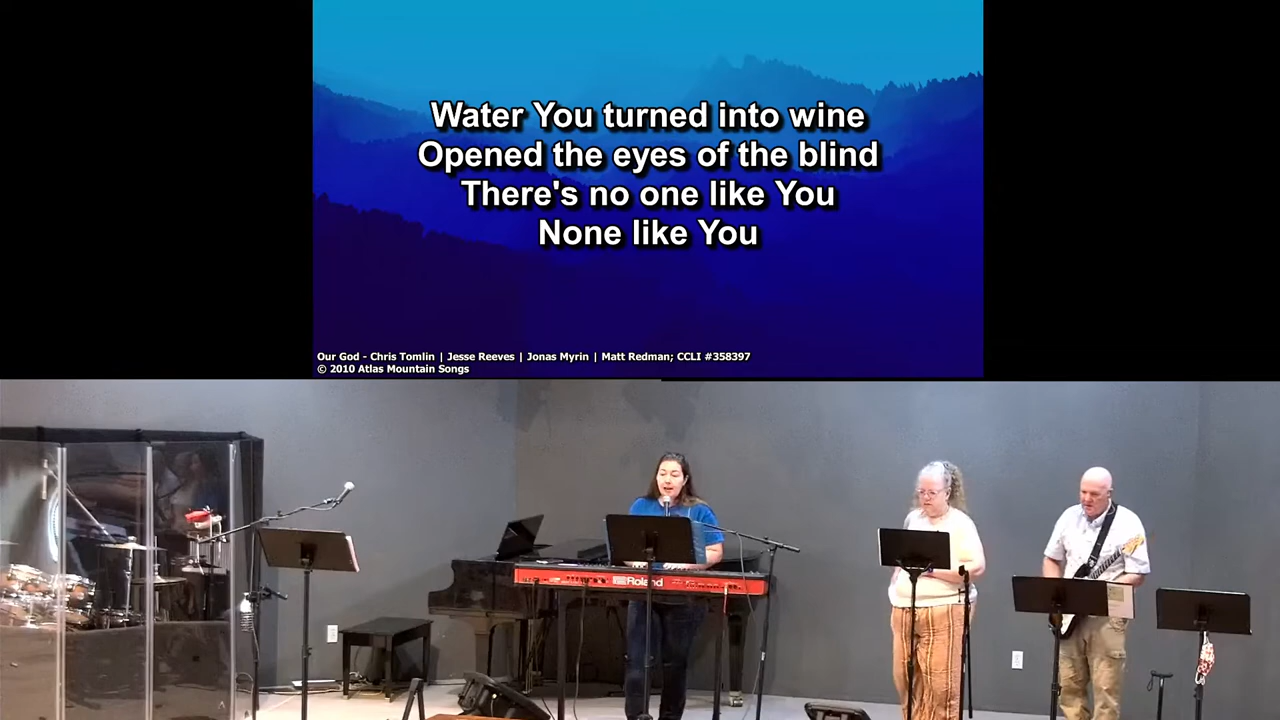 Water You turned into wine
Opened the eyes of the blind
There's no one like You
None like You
Our God - Chris Tomlin | Jesse Reeves | Jonas Myrin | Matt Redman; CCLI #358397
© 2010 Atlas Mountain Songs
Roland